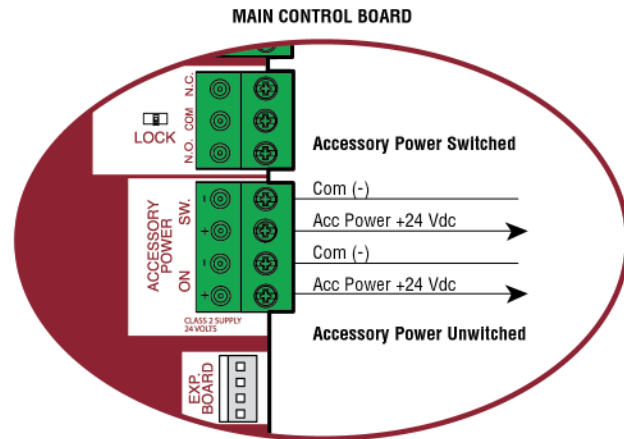 MAIN CONTROL BOARD
N.C.
COM
N.O.
LOCK
Accessory Power Switched
ACCESSORY
POWER
SW.
ON
-
+
-
+
Com (-)
Acc Power +24 Vdc
Com (-)
Acc Power +24 Vdc
CLASS 2 SUPPLY
24 VOLTS
Accessory Power Unwitched
EXP.
BOARD